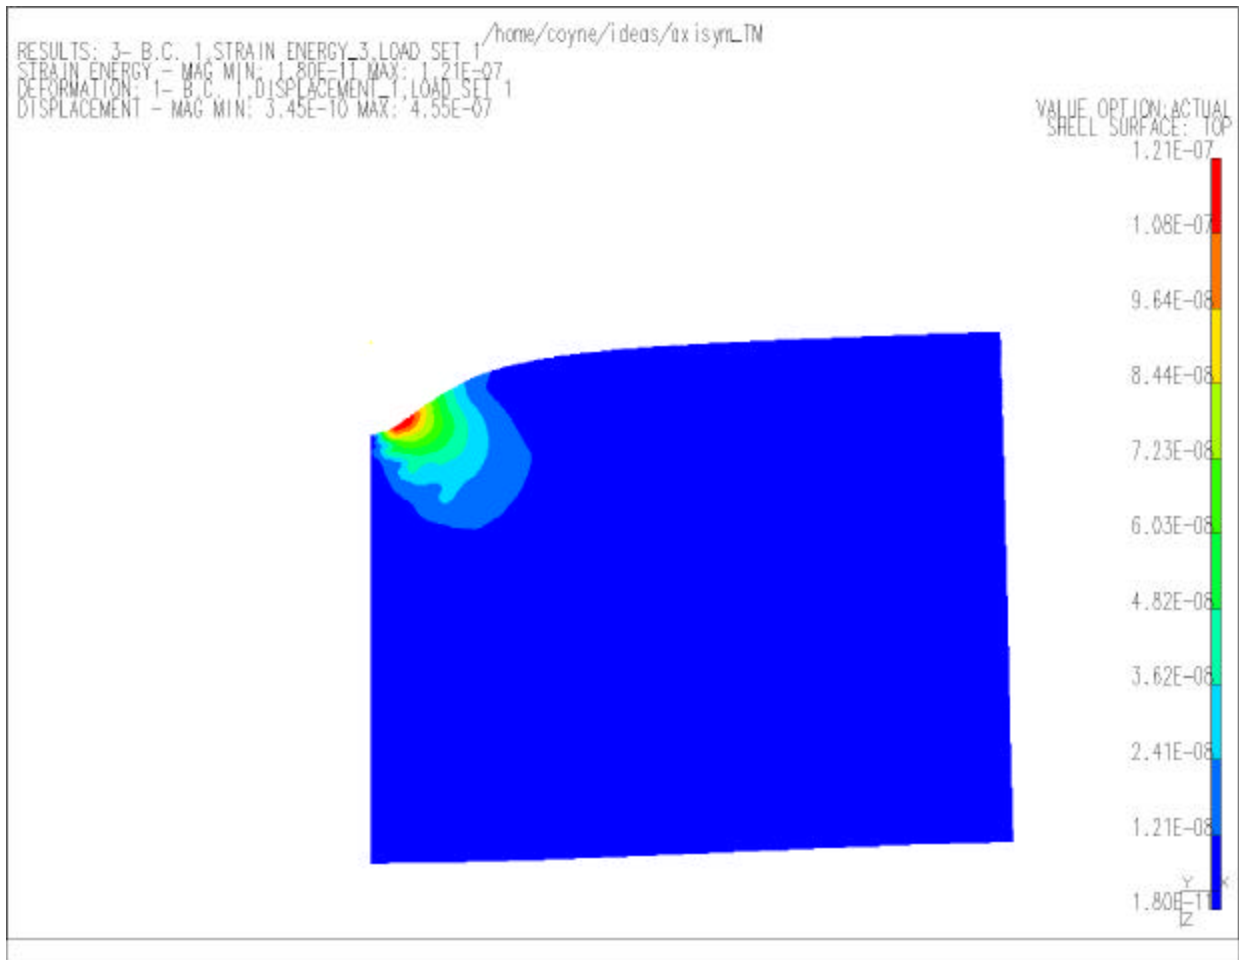 /home/coyne/ideas/axisym_TM
RESULTS: 3- B.C. 1,STRAIN ENERGY_3,LOAD SET 1
STRAIN ENERGY - MAG MIN: 1.80E-11 MAX: 1.21E-07
DEFORMATION: 1- B.C. 1,DISPLACEMENT_1,LOAD SET 1
DISPLACEMENT - MAG MIN: 3.45E-10 MAX: 4.55E-07
VALUE OPTION:ACTUAL
SHELL SURFACE: TOP
1.21E-07
1.08E-07
9.64E-08
8.44E-08
7.23E-08
6.03E-08
4.82E-08
3.62E-08
2.41E-08
1.21E-08
Y X
1.80E-11
Z